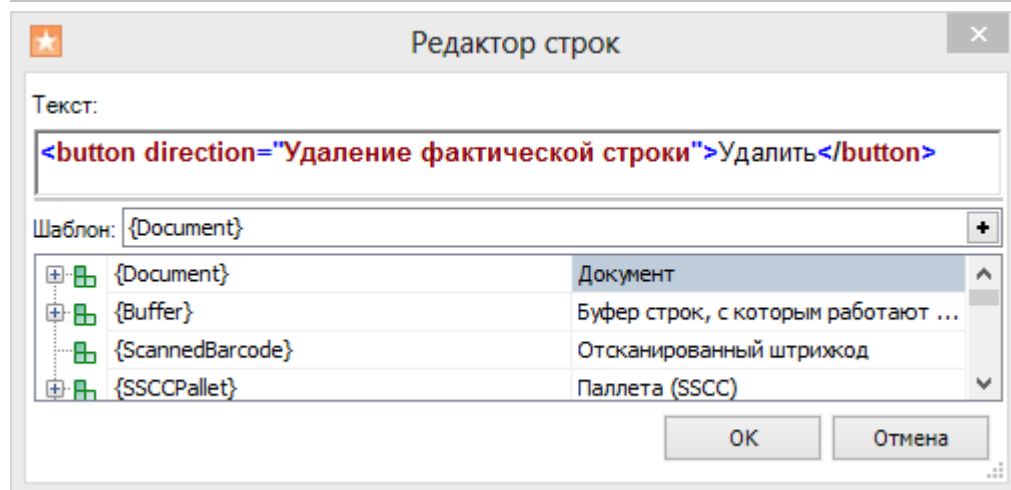 Редактор строк
Текст:
<button direction="Удаление фактической строки">Удалить</button>
Шаблон: {Document}
{Document} Документ
{Buffer} Буфер строк, с которым работают ...
{ScannedBarcode} Отсканированный штрихкод
{SSCCPallet} Паллета (SSCC)
ОК Отмена